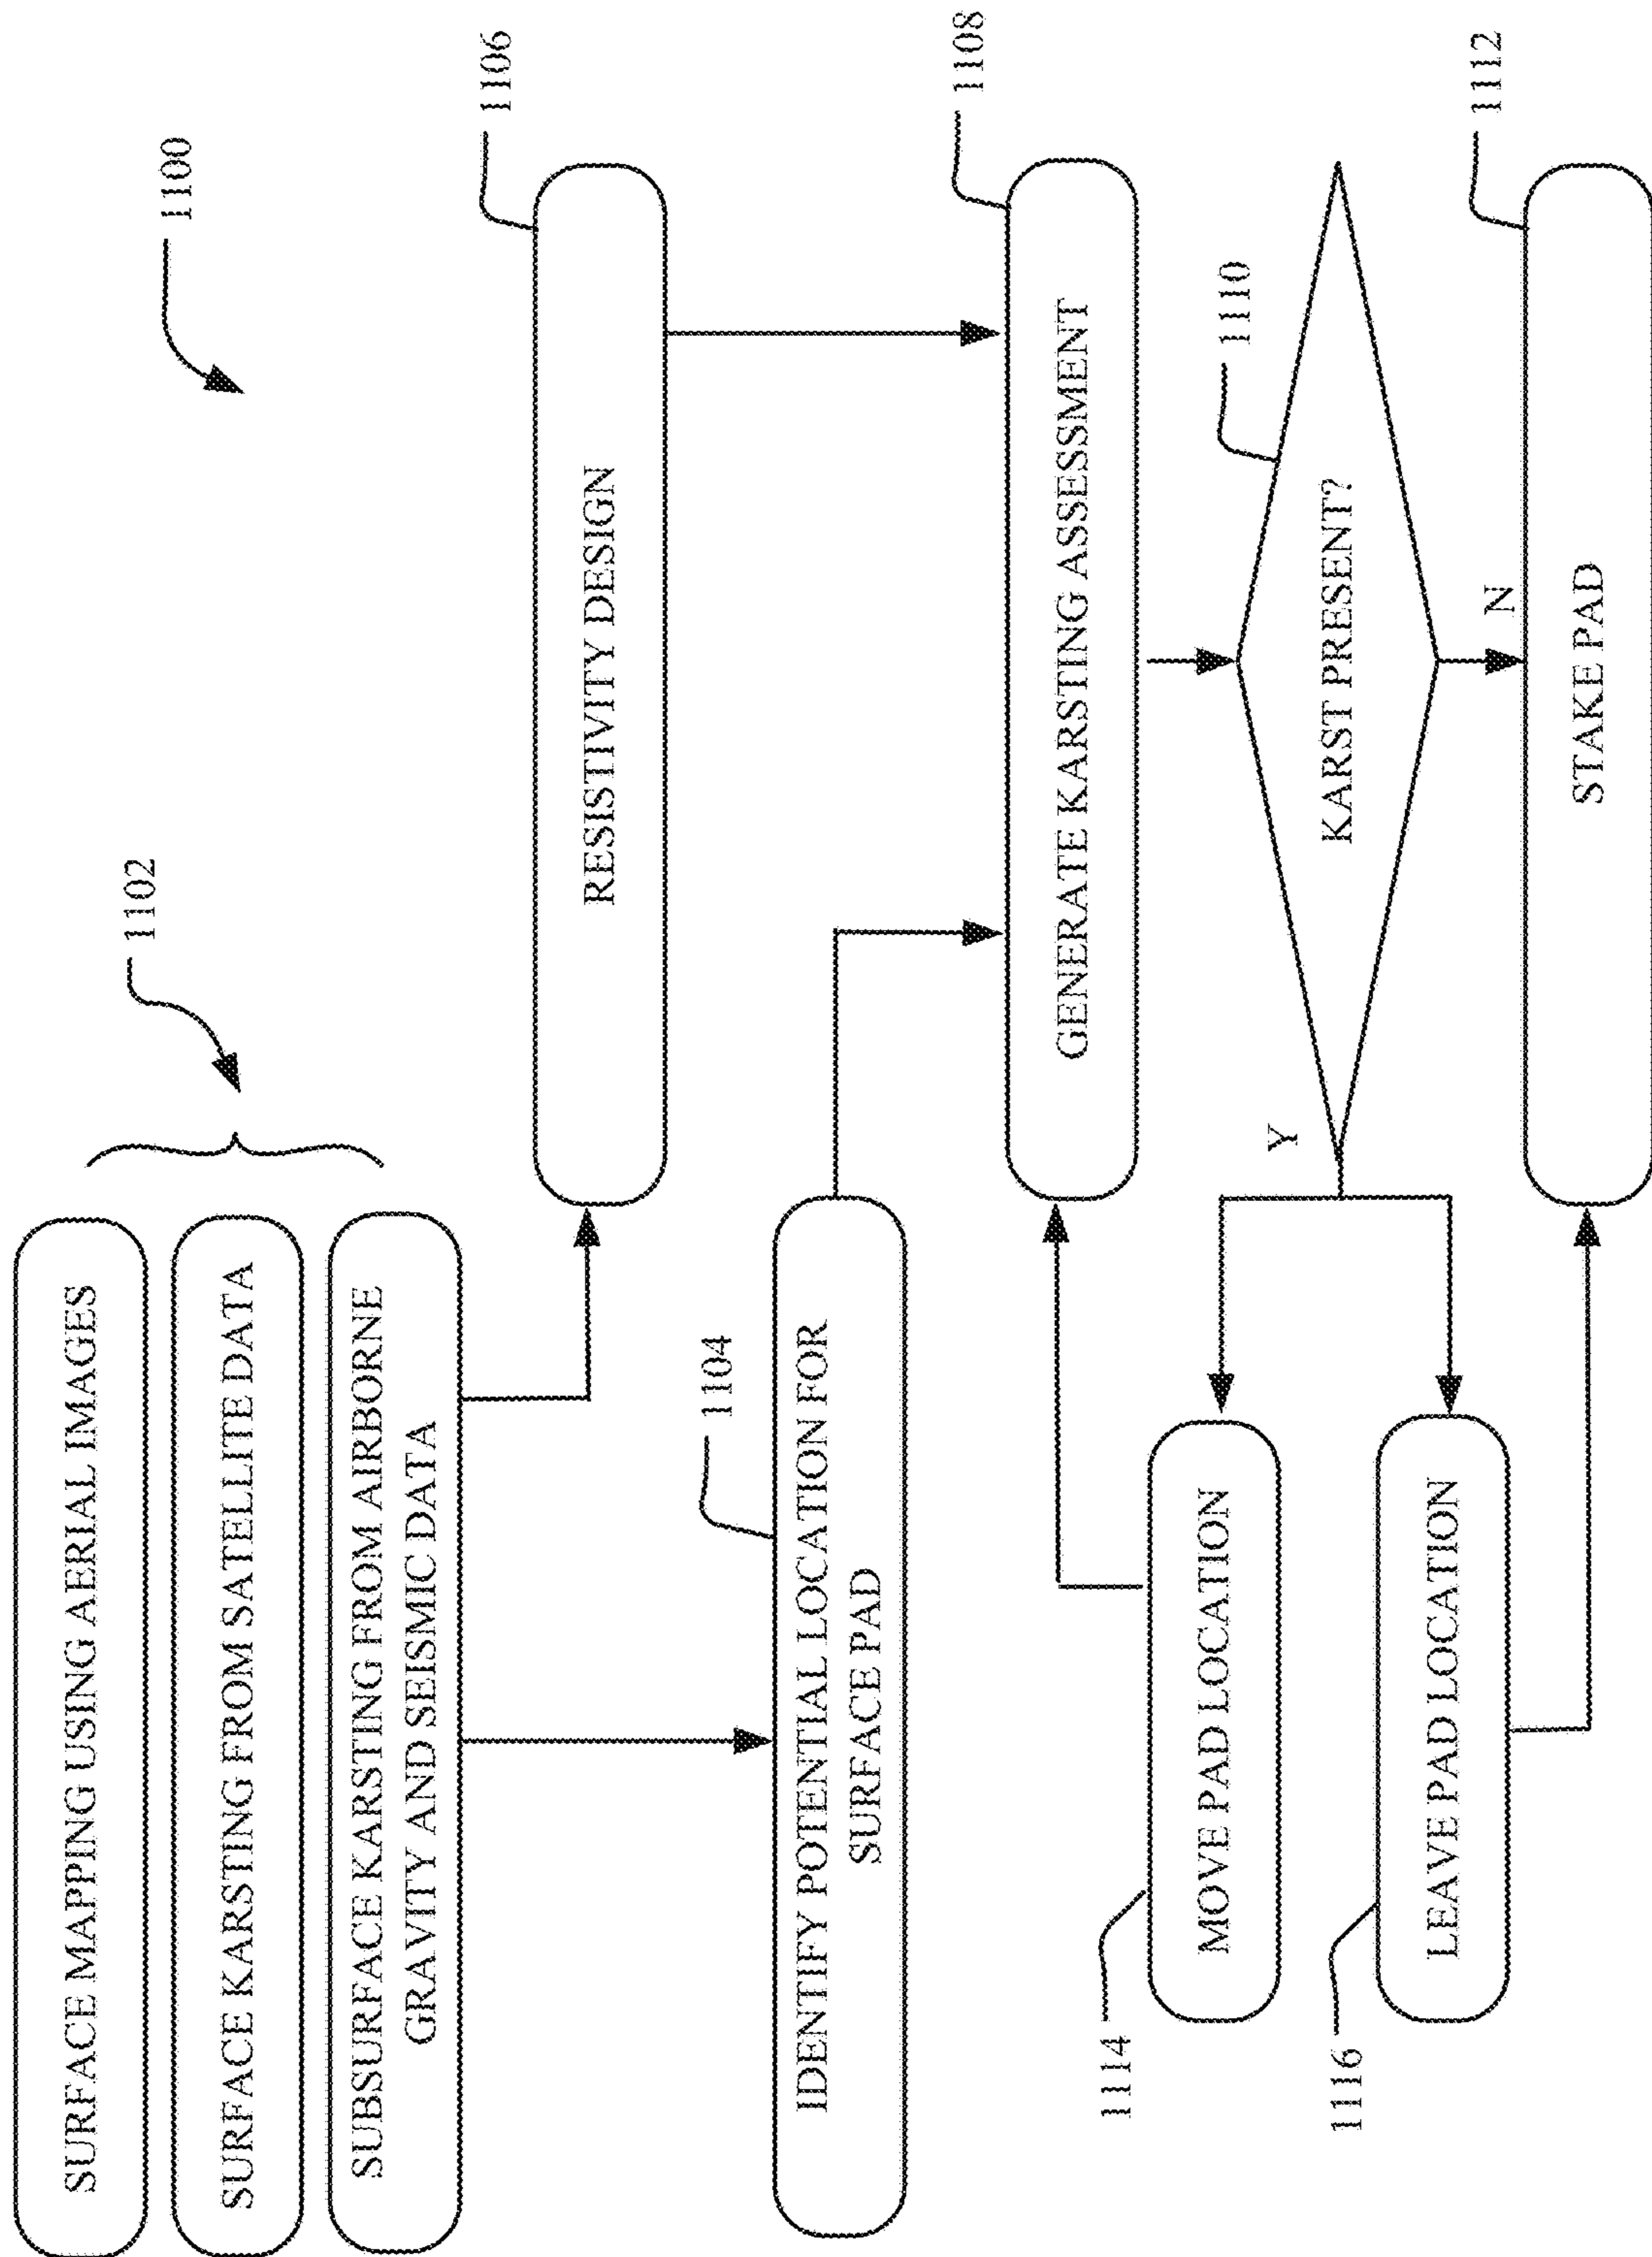 1100
1102
SURFACE MAPPING USING AERIAL IMAGES
SURFACE KARSTING FROM SATELLITE DATA
SUBSURFACE KARSTING FROM AIRBORNE
GRAVITY AND SEISMIC DATA
1106
RESISTIVITY DESIGN
1104
IDENTIFY POTENTIAL LOCATION FOR
SURFACE PAD
1108
GENERATE KARSTING ASSESSMENT
1110
KARST PRESENT?
Y
N
1114
MOVE PAD LOCATION
1116
LEAVE PAD LOCATION
1112
STAKE PAD